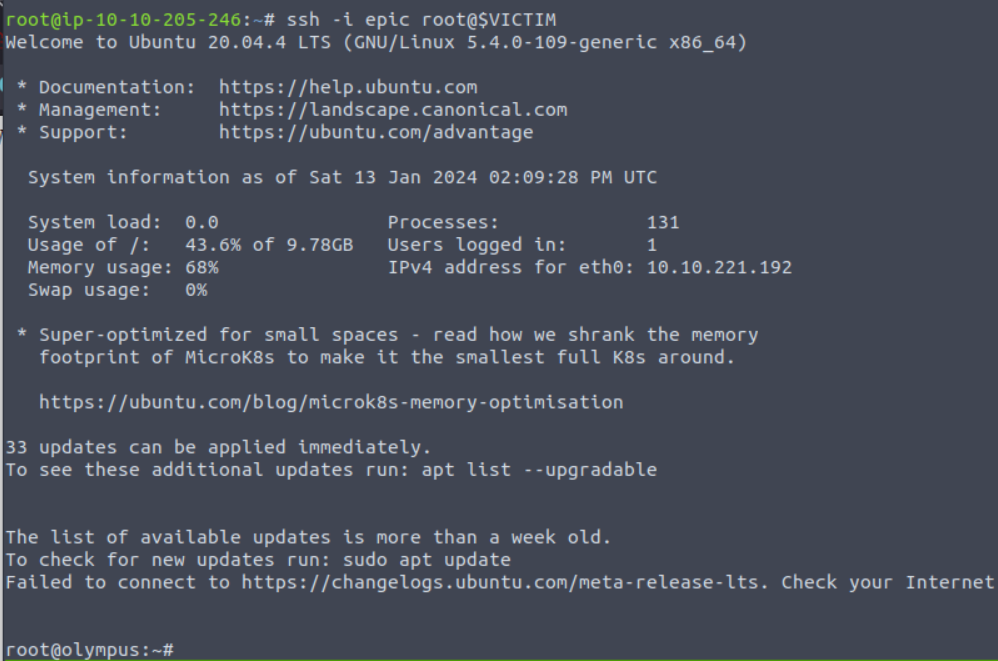 root@ip-10-10-205-246:~# ssh -i epic root@$VICTIM
Welcome to Ubuntu 20.04.4 LTS (GNU/Linux 5.4.0-109-generic x86_64)
* Documentation:  https://help.ubuntu.com
* Management:     https://landscape.canonical.com
* Support:        https://ubuntu.com/advantage
System information as of Sat 13 Jan 2024 02:09:28 PM UTC
System load:  0.0               Processes:             131
Usage of /:   43.6% of 9.78GB   Users logged in:       1
Memory usage: 68%               IPv4 address for eth0: 10.10.221.192
Swap usage:   0%
* Super-optimized for small spaces - read how we shrank the memory
footprint of MicroK8s to make it the smallest full K8s around.
https://ubuntu.com/blog/microk8s-memory-optimisation
33 updates can be applied immediately.
To see these additional updates run: apt list --upgradable
The list of available updates is more than a week old.
To check for new updates run: sudo apt update
Failed to connect to https://changelogs.ubuntu.com/meta-release-lts. Check your Internet
root@olympus:~#